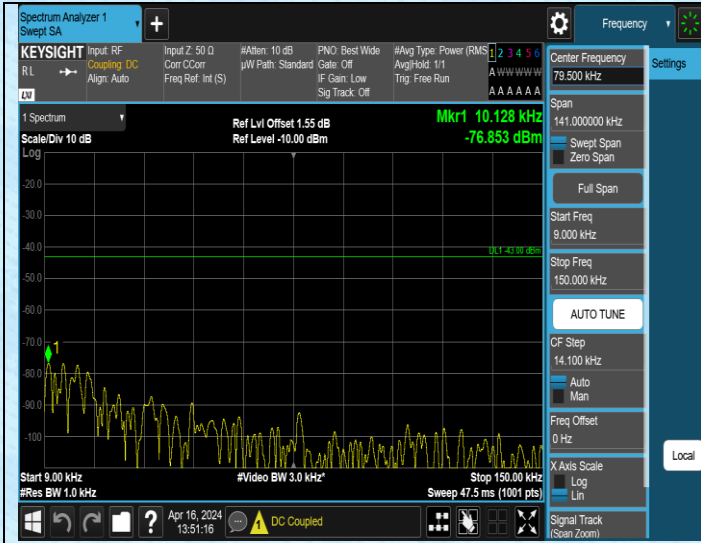 Spectrum Analyzer 1
Swept SA
+
Frequency
KEYSIGHT
RL
LXI
Input: RF
Coupling: DC
Align: Auto
Input Z: 50 Ω
Corr CCorr
Freq Ref: Int (S)
#Atten: 10 dB
µW Path: Standard
PNO: Best Wide
Gate: Off
IF Gain: Low
Sig Track: Off
#Avg Type: Power (RMS
Avg|Hold: 1/1
Trig: Free Run
1 2 3 4 5 6
A W W W W W
A A A A A A
1 Spectrum
Scale/Div 10 dB
Log
Ref Lvl Offset 1.55 dB
Ref Level -10.00 dBm
Mkr1 10.128 kHz
-76.853 dBm
-20.0
-30.0
-40.0
DL1 -43.00 dBm
-50.0
-60.0
-70.0
1
-80.0
-90.0
-100
Start 9.00 kHz
#Res BW 1.0 kHz
#Video BW 3.0 kHz*
Stop 150.00 kHz
Sweep 47.5 ms (1001 pts)
?
Apr 16, 2024
13:51:16
DC Coupled
Center Frequency
79.500 kHz
Span
141.000000 kHz
Swept Span
Zero Span
Full Span
Start Freq
9.000 kHz
Stop Freq
150.000 kHz
AUTO TUNE
CF Step
14.100 kHz
Auto
Man
Freq Offset
0 Hz
X Axis Scale
Log
Lin
Signal Track
(Span Zoom)
Settings
Local